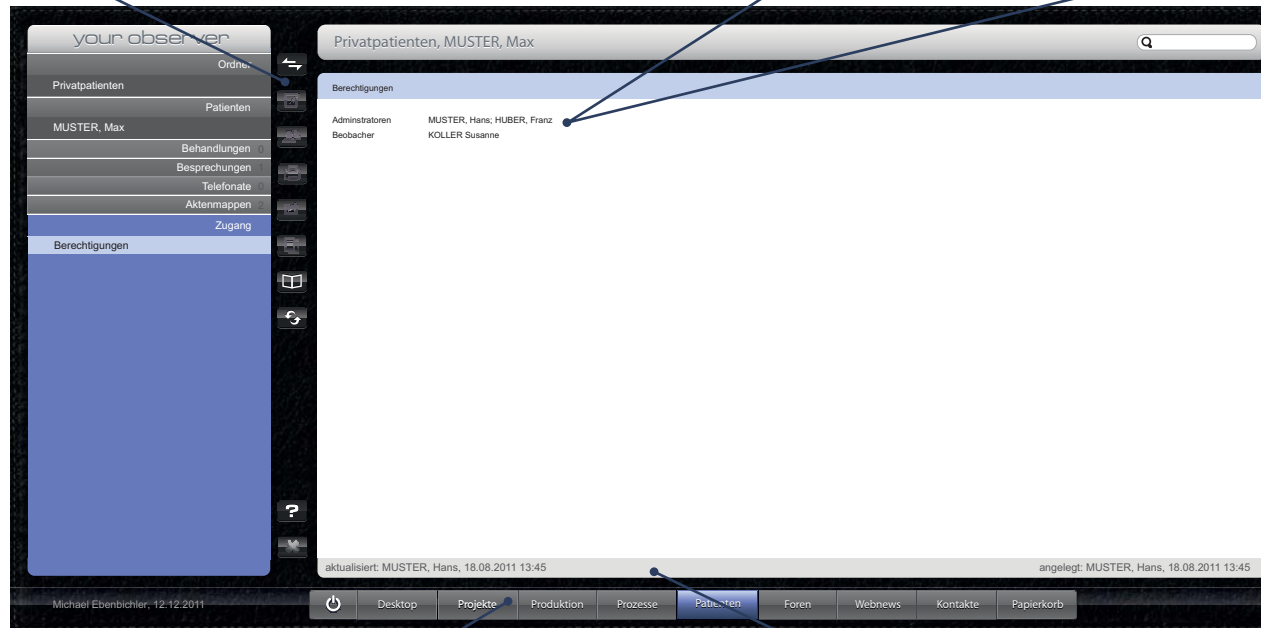 your observer
Ordner
Privatpatienten
Patienten
MUSTER, Max
Behandlungen 0
Besprechungen 1
Telefonate 0
Aktenmappen 2
Zugang
Berechtigungen
Privatpatienten, MUSTER, Max
Berechtigungen
Adminstratoren MUSTER, Hans; HUBER, Franz
Beobacher KOLLER Susanne
?
aktualisiert: MUSTER, Hans, 18.08.2011 13:45 angelegt: MUSTER, Hans, 18.08.2011 13:45
Michael Ebenbichler, 12.12.2011 Desktop Projekte Produktion Prozesse Patienten Foren Webnews Kontakte Papierkorb